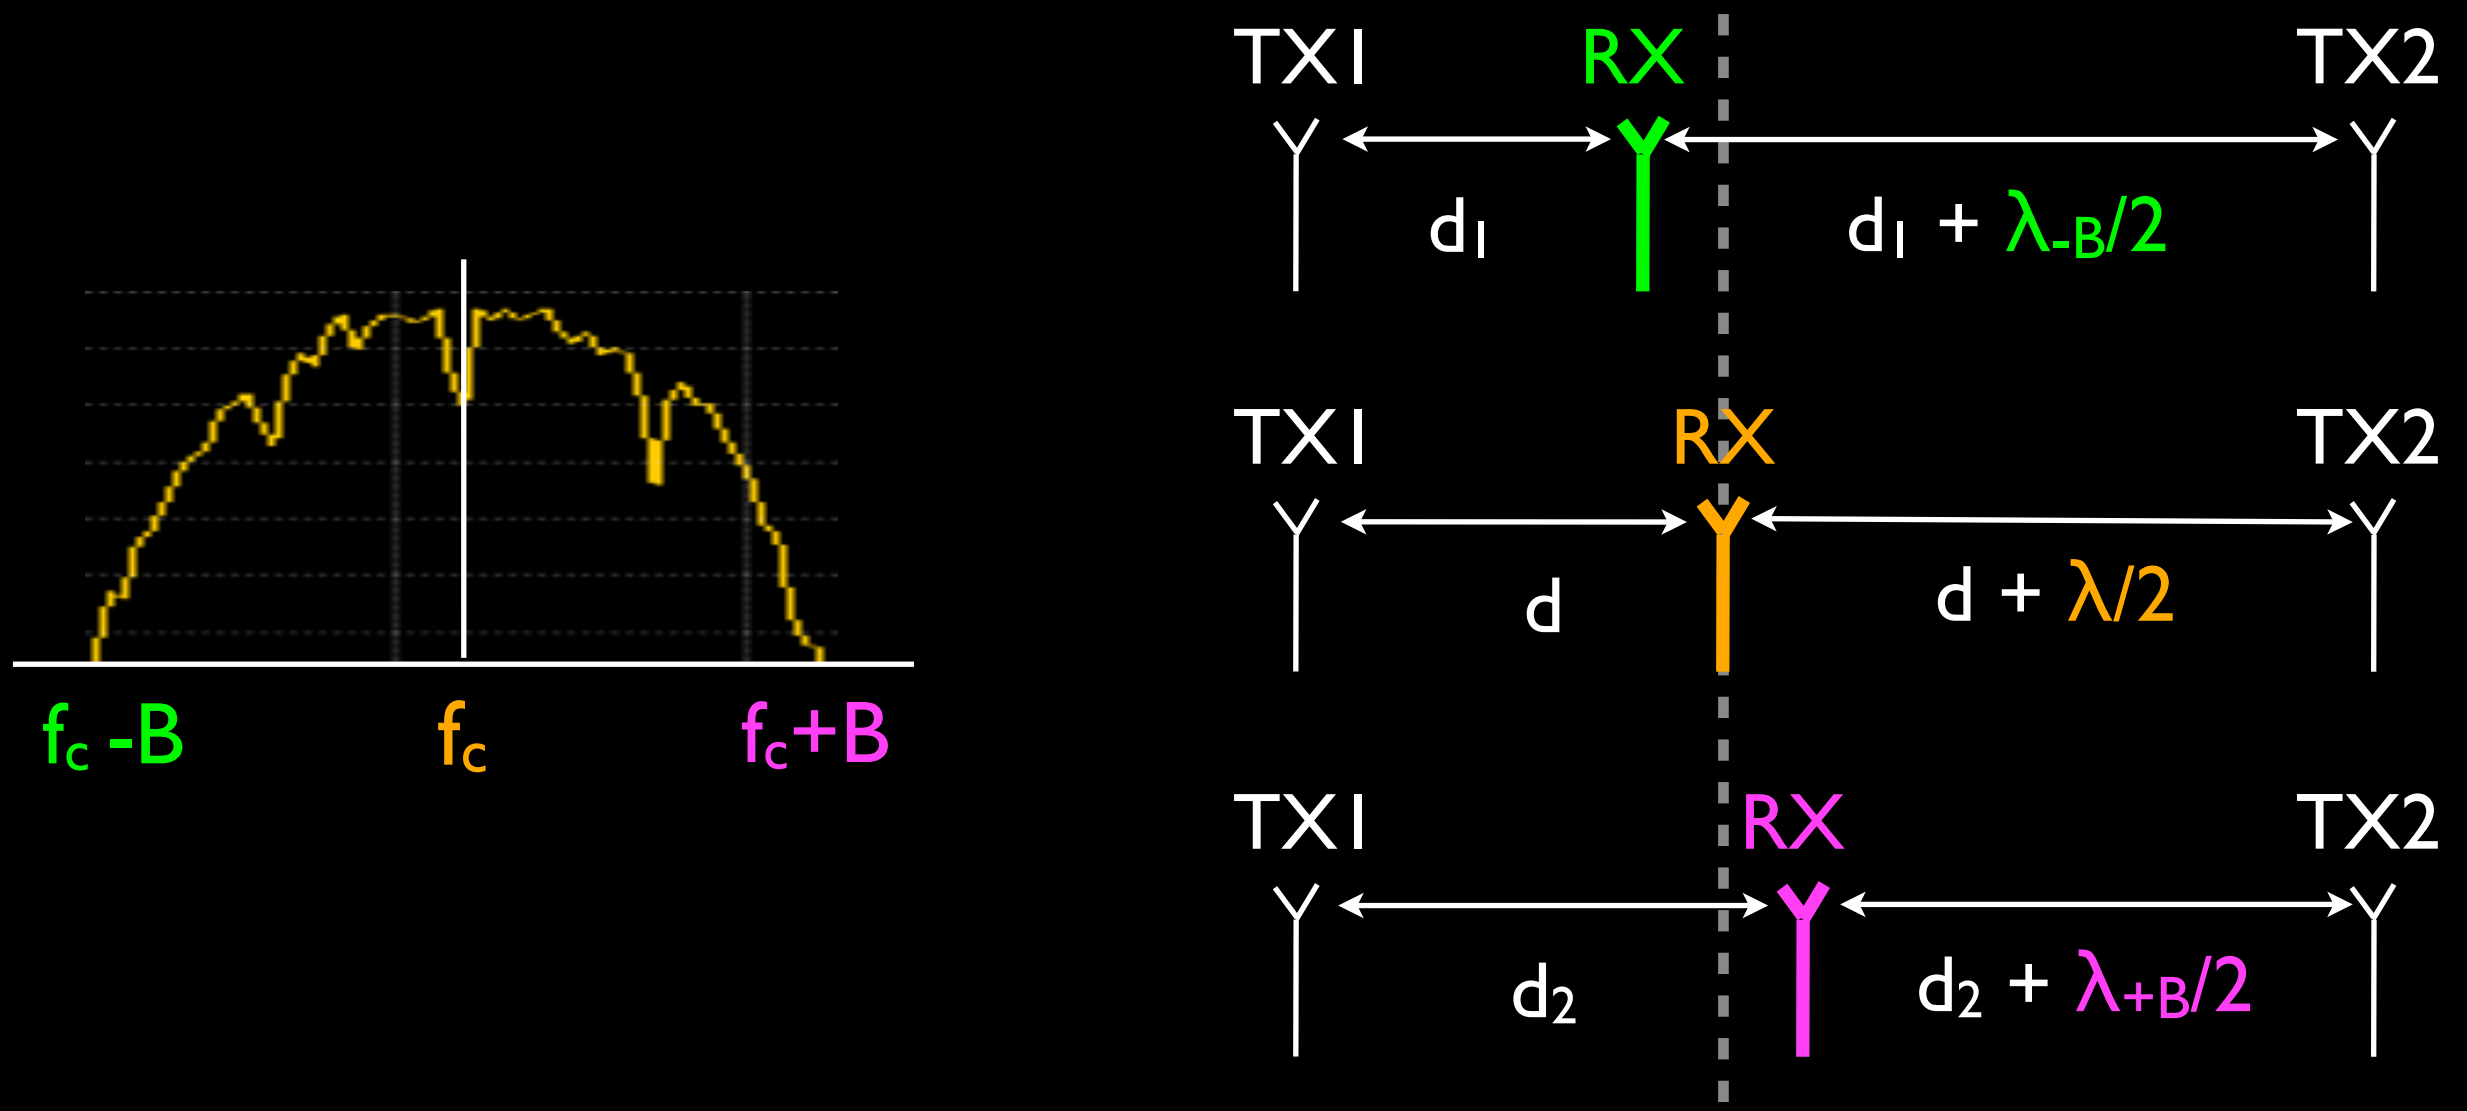 TX1 RX TX2
d₁ d₁ + λ₋B/2
TX1 RX TX2
d d + λ/2
fc -B fc fc+B
TX1 RX TX2
d₂ d₂ + λ+B/2